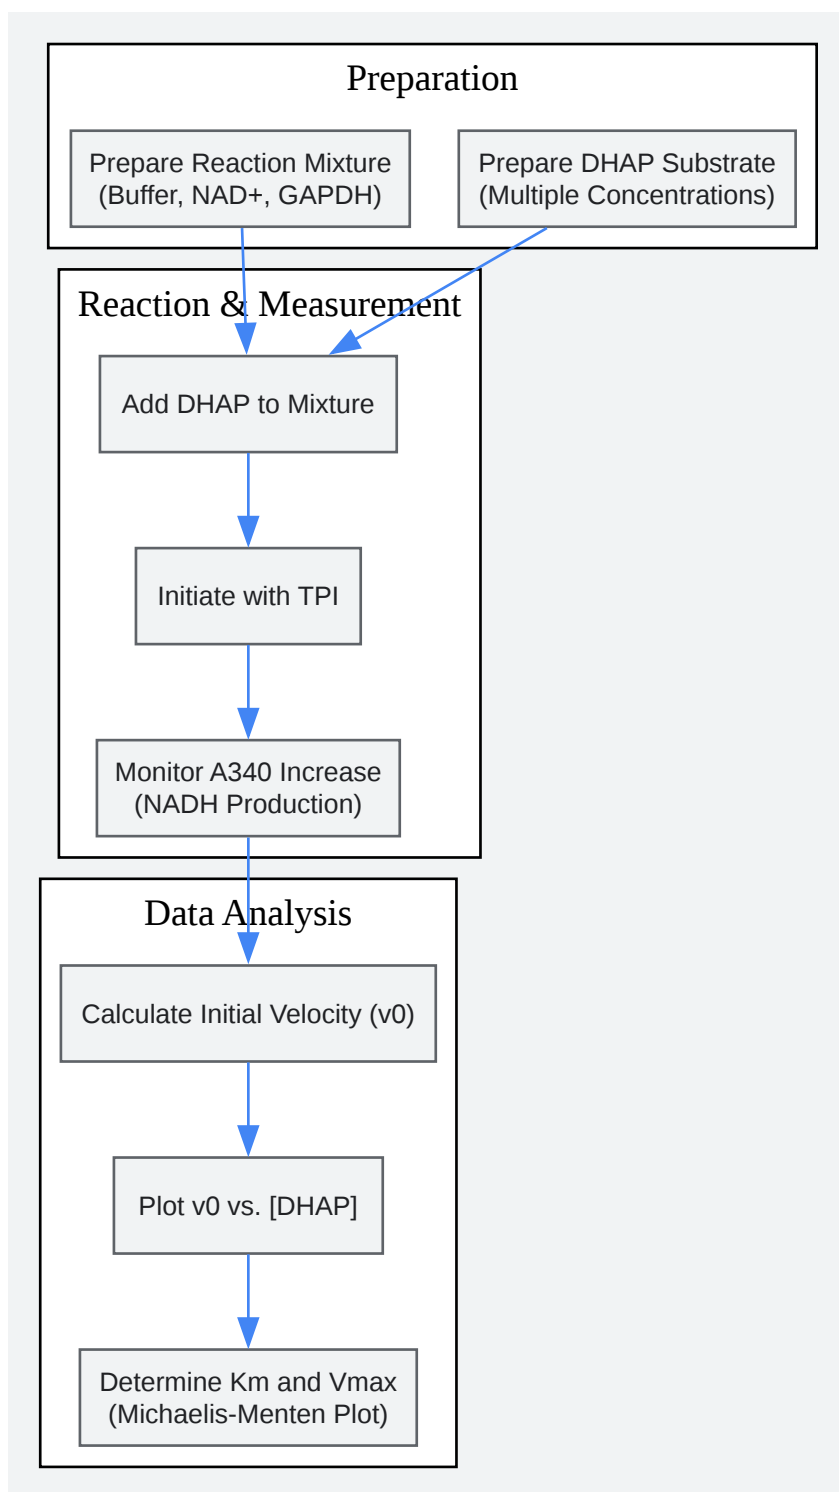 Preparation
Prepare Reaction Mixture
(Buffer, NAD+, GAPDH)
Prepare DHAP Substrate
(Multiple Concentrations)
Reaction & Measurement
Add DHAP to Mixture
Initiate with TPI
Monitor A340 Increase
(NADH Production)
Data Analysis
Calculate Initial Velocity (v0)
Plot v0 vs. [DHAP]
Determine Km and Vmax
(Michaelis-Menten Plot)